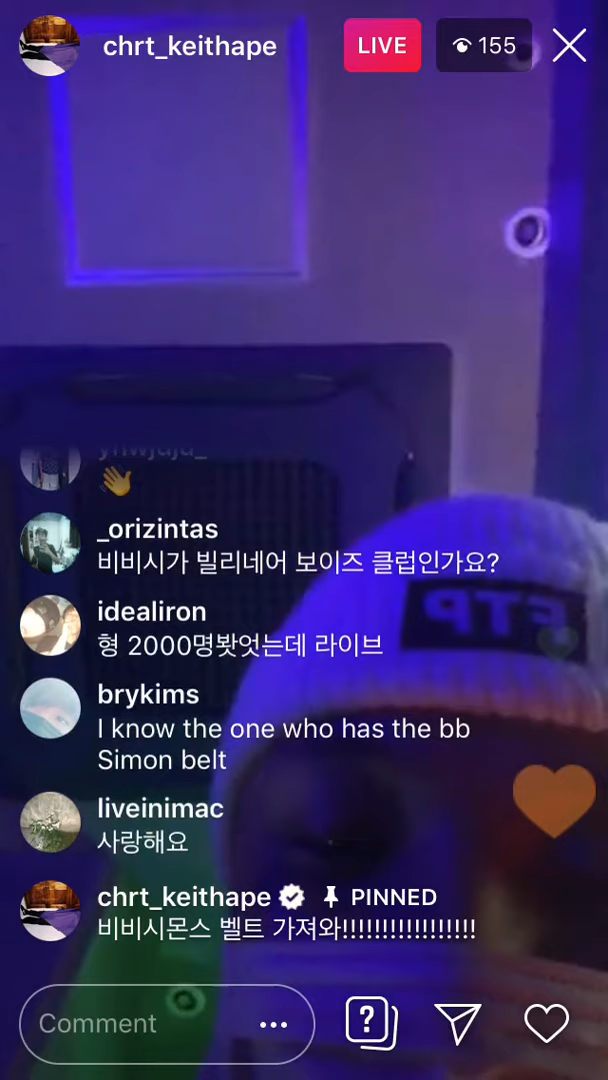 chrt_keithape
LIVE
155
👋
_orizintas
비비시가 빌리네어 보이즈 클럽인가요?
idealiron
형 2000명봣엇는데 라이브
brykims
I know the one who has the bb
Simon belt
liveinimac
사랑해요
chrt_keithape PINNED
비비시몬스 벨트 가져와!!!!!!!!!!!!!!!!!
FTP
Comment